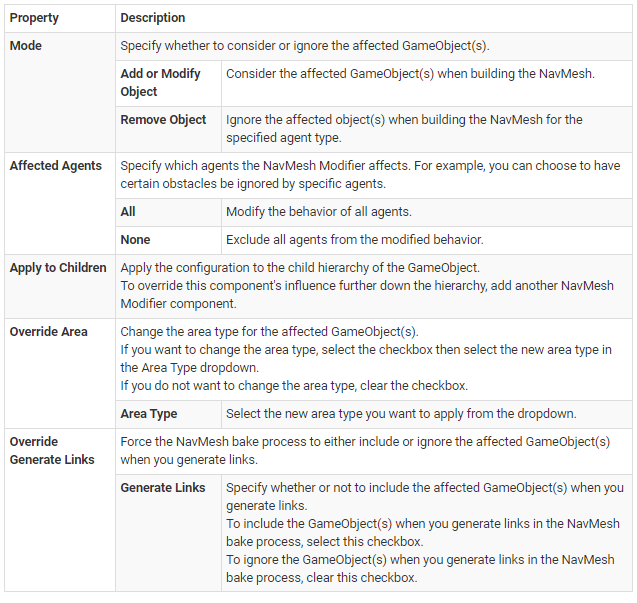 Property Description
Mode Specify whether to consider or ignore the affected GameObject(s).
Add or Modify Object Consider the affected GameObject(s) when building the NavMesh.
Remove Object Ignore the affected object(s) when building the NavMesh for the
specified agent type.
Affected Agents Specify which agents the NavMesh Modifier affects. For example, you can choose to have
certain obstacles be ignored by specific agents.
All Modify the behavior of all agents.
None Exclude all agents from the modified behavior.
Apply to Children Apply the configuration to the child hierarchy of the GameObject.
To override this component's influence further down the hierarchy, add another NavMesh
Modifier component.
Override Area Change the area type for the affected GameObject(s).
If you want to change the area type, select the checkbox then select the new area type in
the Area Type dropdown.
If you do not want to change the area type, clear the checkbox.
Area Type Select the new area type you want to apply from the dropdown.
Override
Generate Links
Force the NavMesh bake process to either include or ignore the affected GameObject(s)
when you generate links.
Generate Links Specify whether or not to include the affected GameObject(s) when you
generate links.
To include the GameObject(s) when you generate links in the NavMesh
bake process, select this checkbox.
To ignore the GameObject(s) when you generate links in the NavMesh
bake process, clear this checkbox.